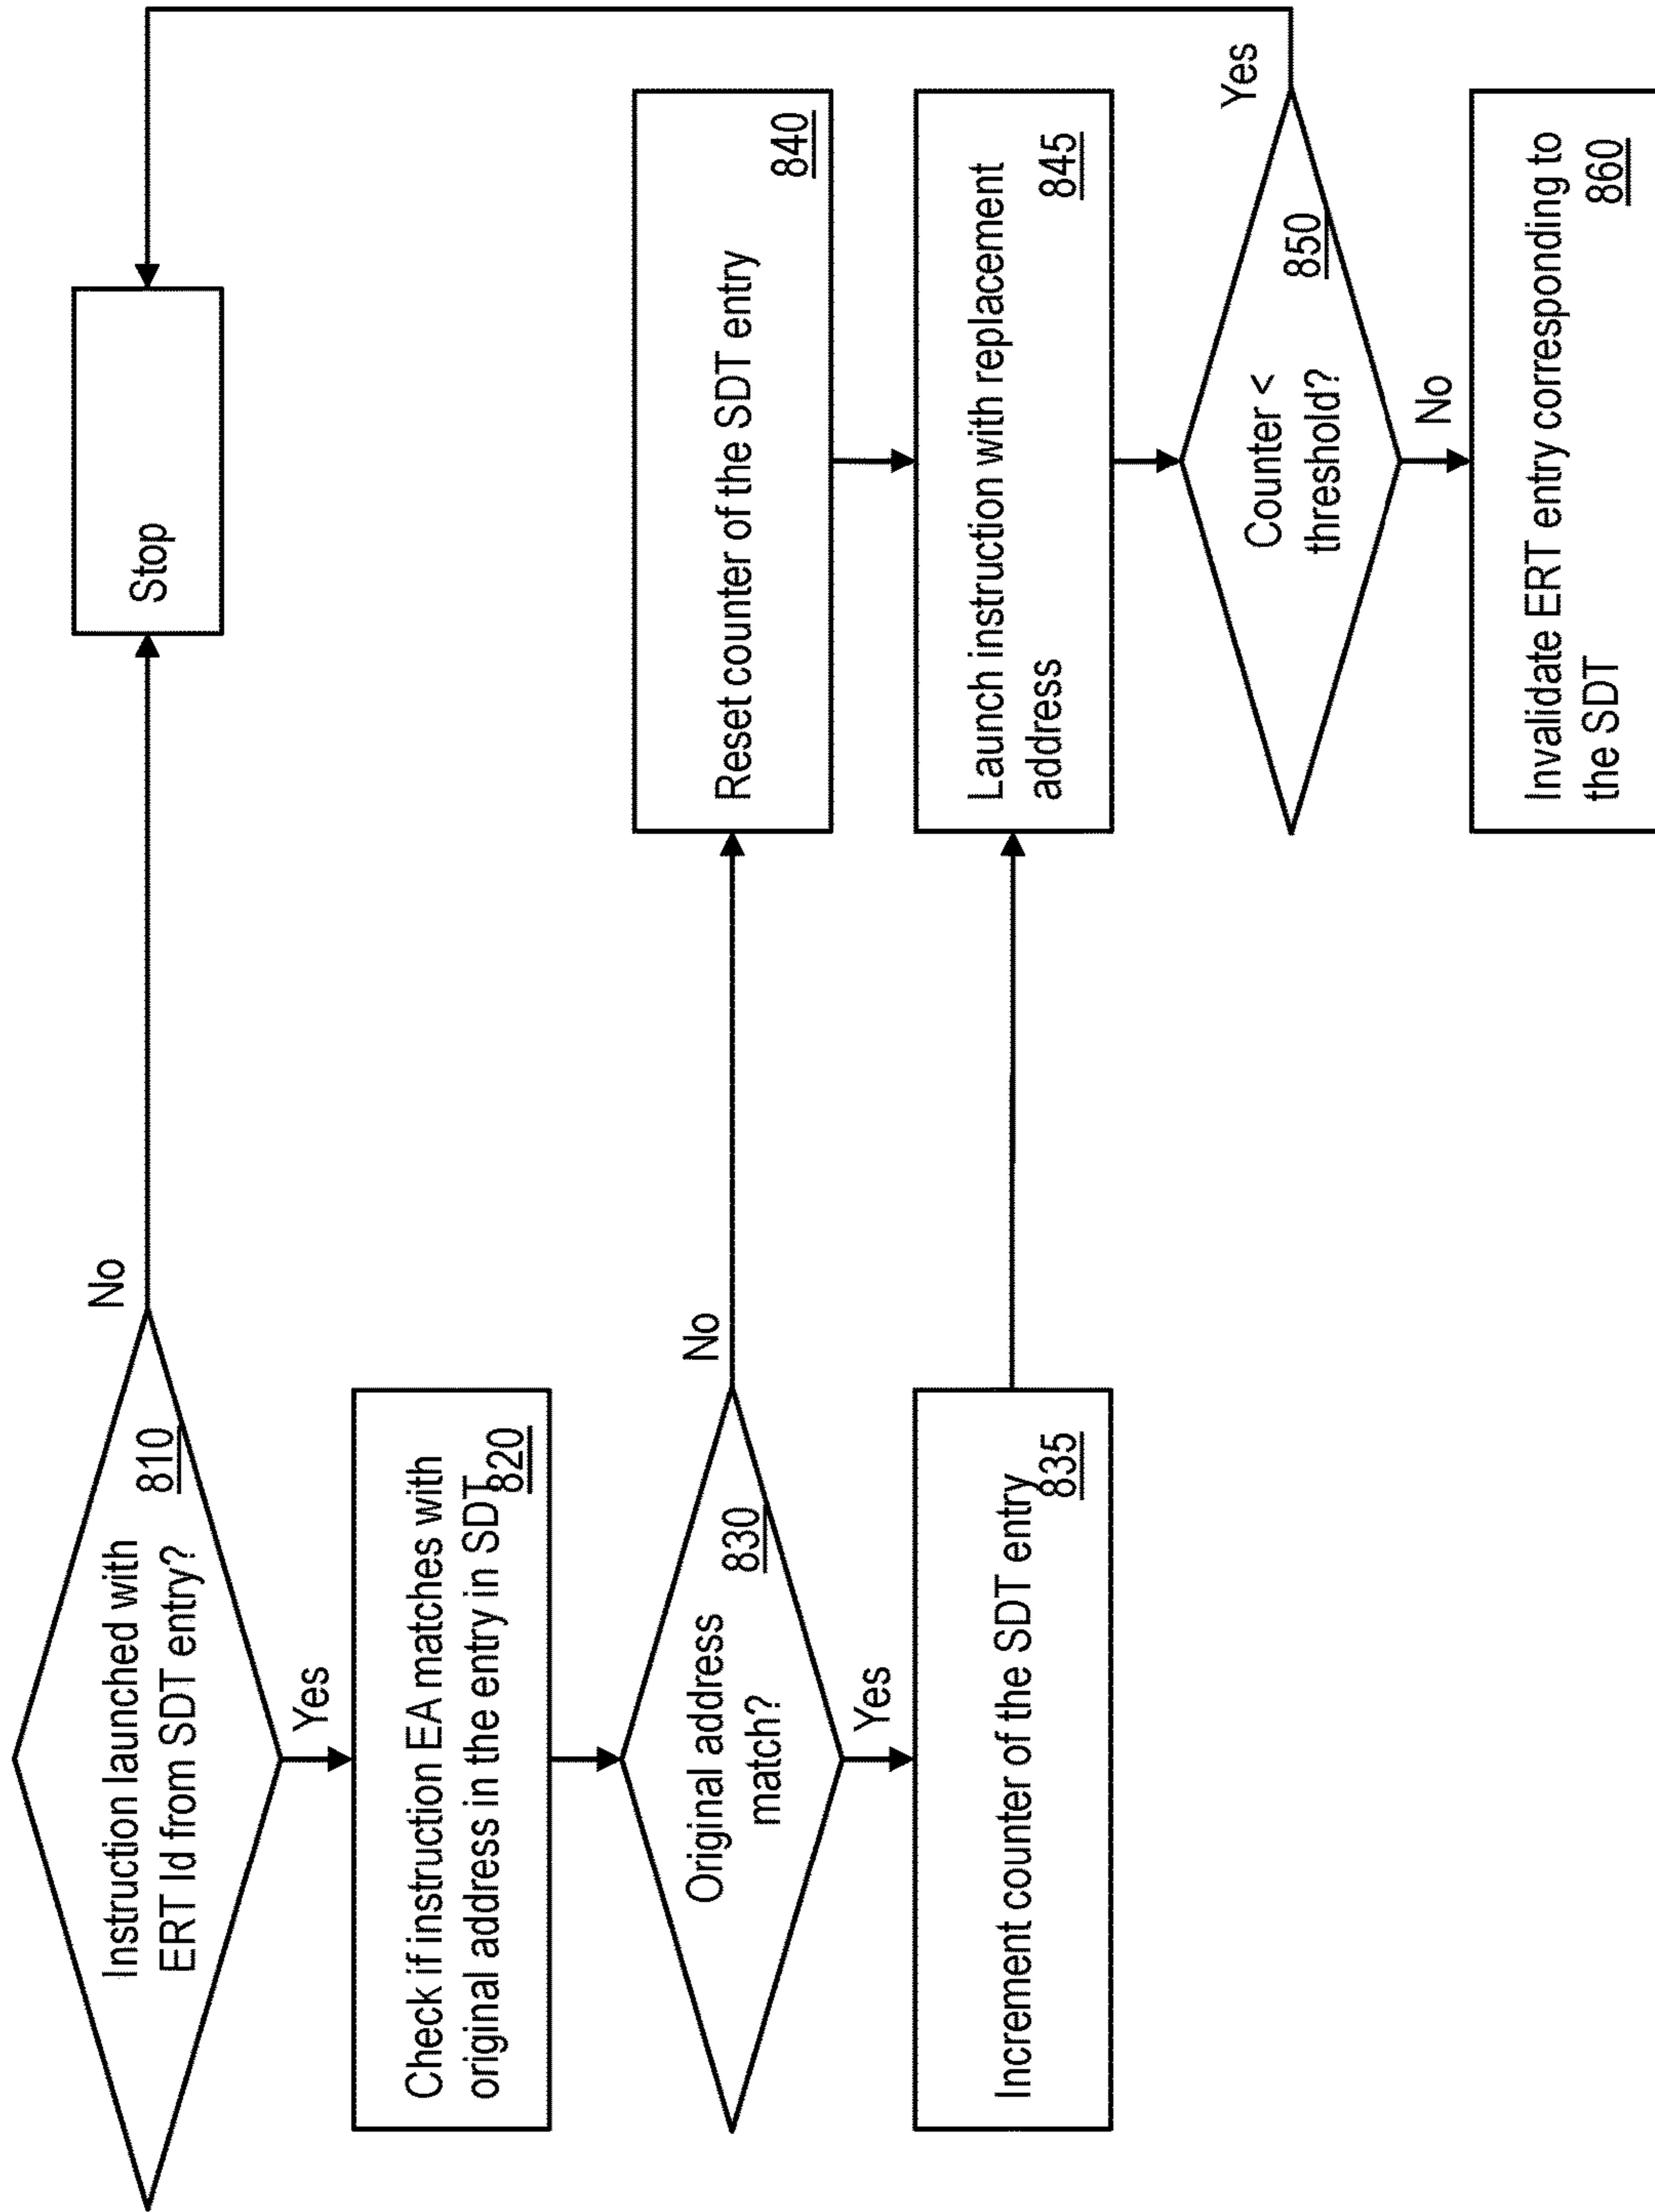 Instruction launched with
ERT Id from SDT entry?
810
No
Yes
Stop
Check if instruction EA matches with
original address in the entry in SDT
820
Original address
match?
830
No
Yes
Reset counter of the SDT entry
840
Increment counter of the SDT entry
835
Launch instruction with replacement
address
845
Counter <
threshold?
850
Yes
No
Invalidate ERT entry corresponding to
the SDT
860